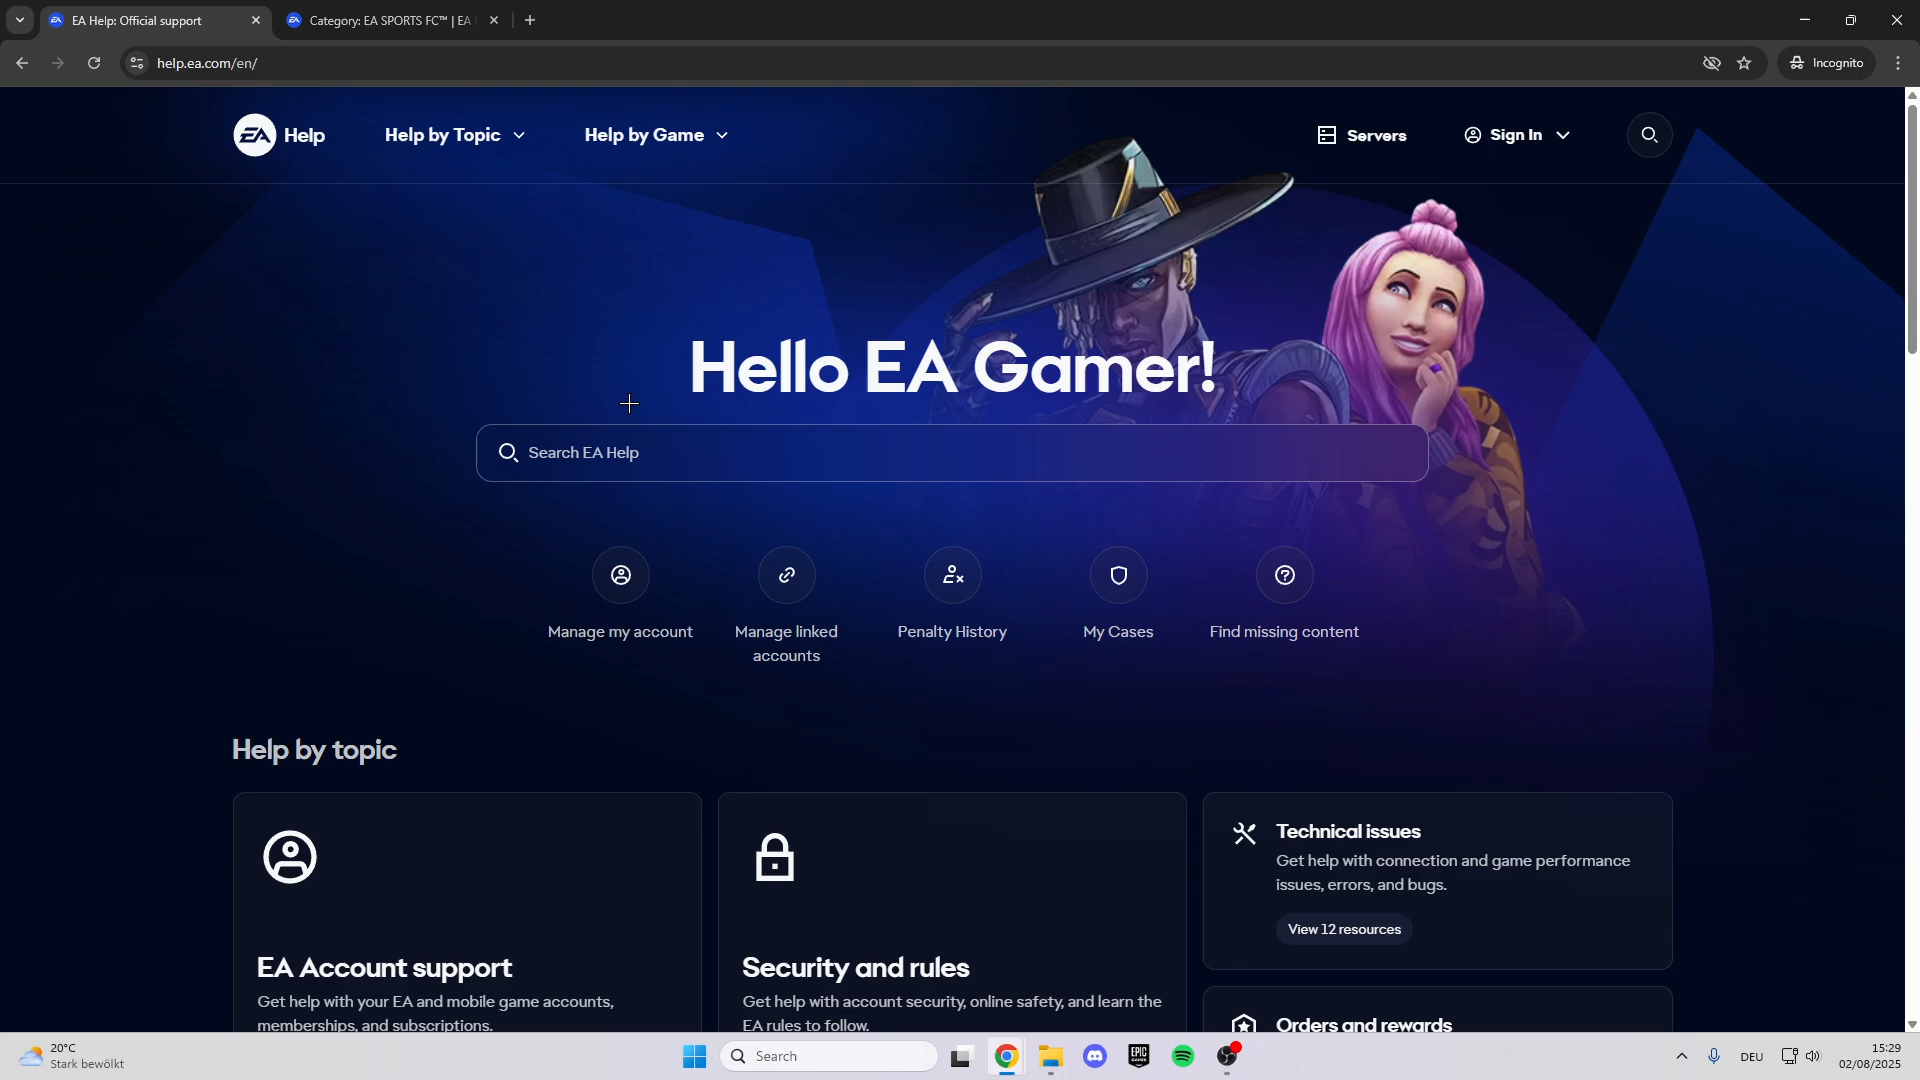 EA Help: Official support
Category: EA SPORTS FC™ | EA
help.ea.com/en/
Incognito
EA Help
Help by Topic
Help by Game
Servers
Sign In
Hello EA Gamer!
Search EA Help
Manage my account
Manage linked
accounts
Penalty History
My Cases
Find missing content
Help by topic
EA Account support
Get help with your EA and mobile game accounts,
memberships, and subscriptions.
Security and rules
Get help with account security, online safety, and learn the
EA rules to follow.
Technical issues
Get help with connection and game performance
issues, errors, and bugs.
View 12 resources
Orders and rewards
20°C
Stark bewölkt
Search
EPIC
GAMES
DEU
15:29
02/08/2025